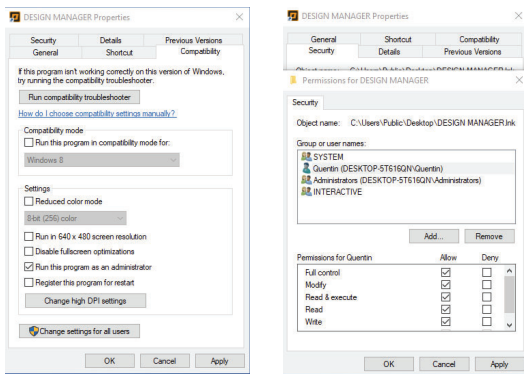 DESIGN MANAGER Properties
Security Details Previous Versions
General Shortcut Compatibility
If this program isn't working correctly on this version of Windows,
try running the compatibility troubleshooter.
Run compatibility troubleshooter
How do I choose compatibility settings manually?
Compatibility mode
Run this program in compatibility mode for:
Windows 8
Settings
Reduced color mode
8-bit (256) color
Run in 640 x 480 screen resolution
Disable fullscreen optimizations
Run this program as an administrator
Register this program for restart
Change high DPI settings
Change settings for all users
OK Cancel Apply
DESIGN MANAGER Properties
General Shortcut Compatibility
Security Details Previous Versions
Permissions for DESIGN MANAGER
Security
Object name: C:\Users\Public\Desktop\DESIGN MANAGER.lnk
Group or user names:
SYSTEM
Quentin (DESKTOP-5T616QN\Quentin)
Administrators (DESKTOP-5T616QN\Administrators)
INTERACTIVE
Add... Remove
Permissions for Quentin Allow Deny
Full control
Modify
Read & execute
Read
Write
OK Cancel Apply